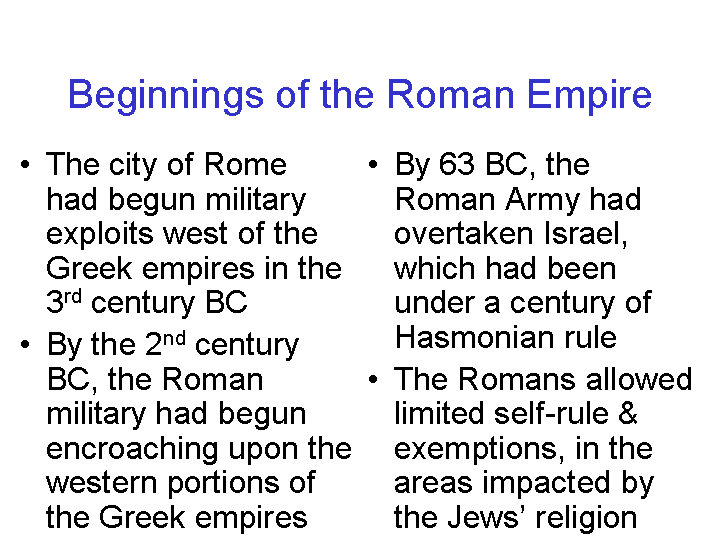 Beginnings of the Roman Empire
• The city of Rome
had begun military
exploits west of the
Greek empires in the
3rd century BC
• By the 2nd century
BC, the Roman
military had begun
encroaching upon the
western portions of
the Greek empires
• By 63 BC, the
Roman Army had
overtaken Israel,
which had been
under a century of
Hasmonian rule
• The Romans allowed
limited self-rule &
exemptions, in the
areas impacted by
the Jews’ religion